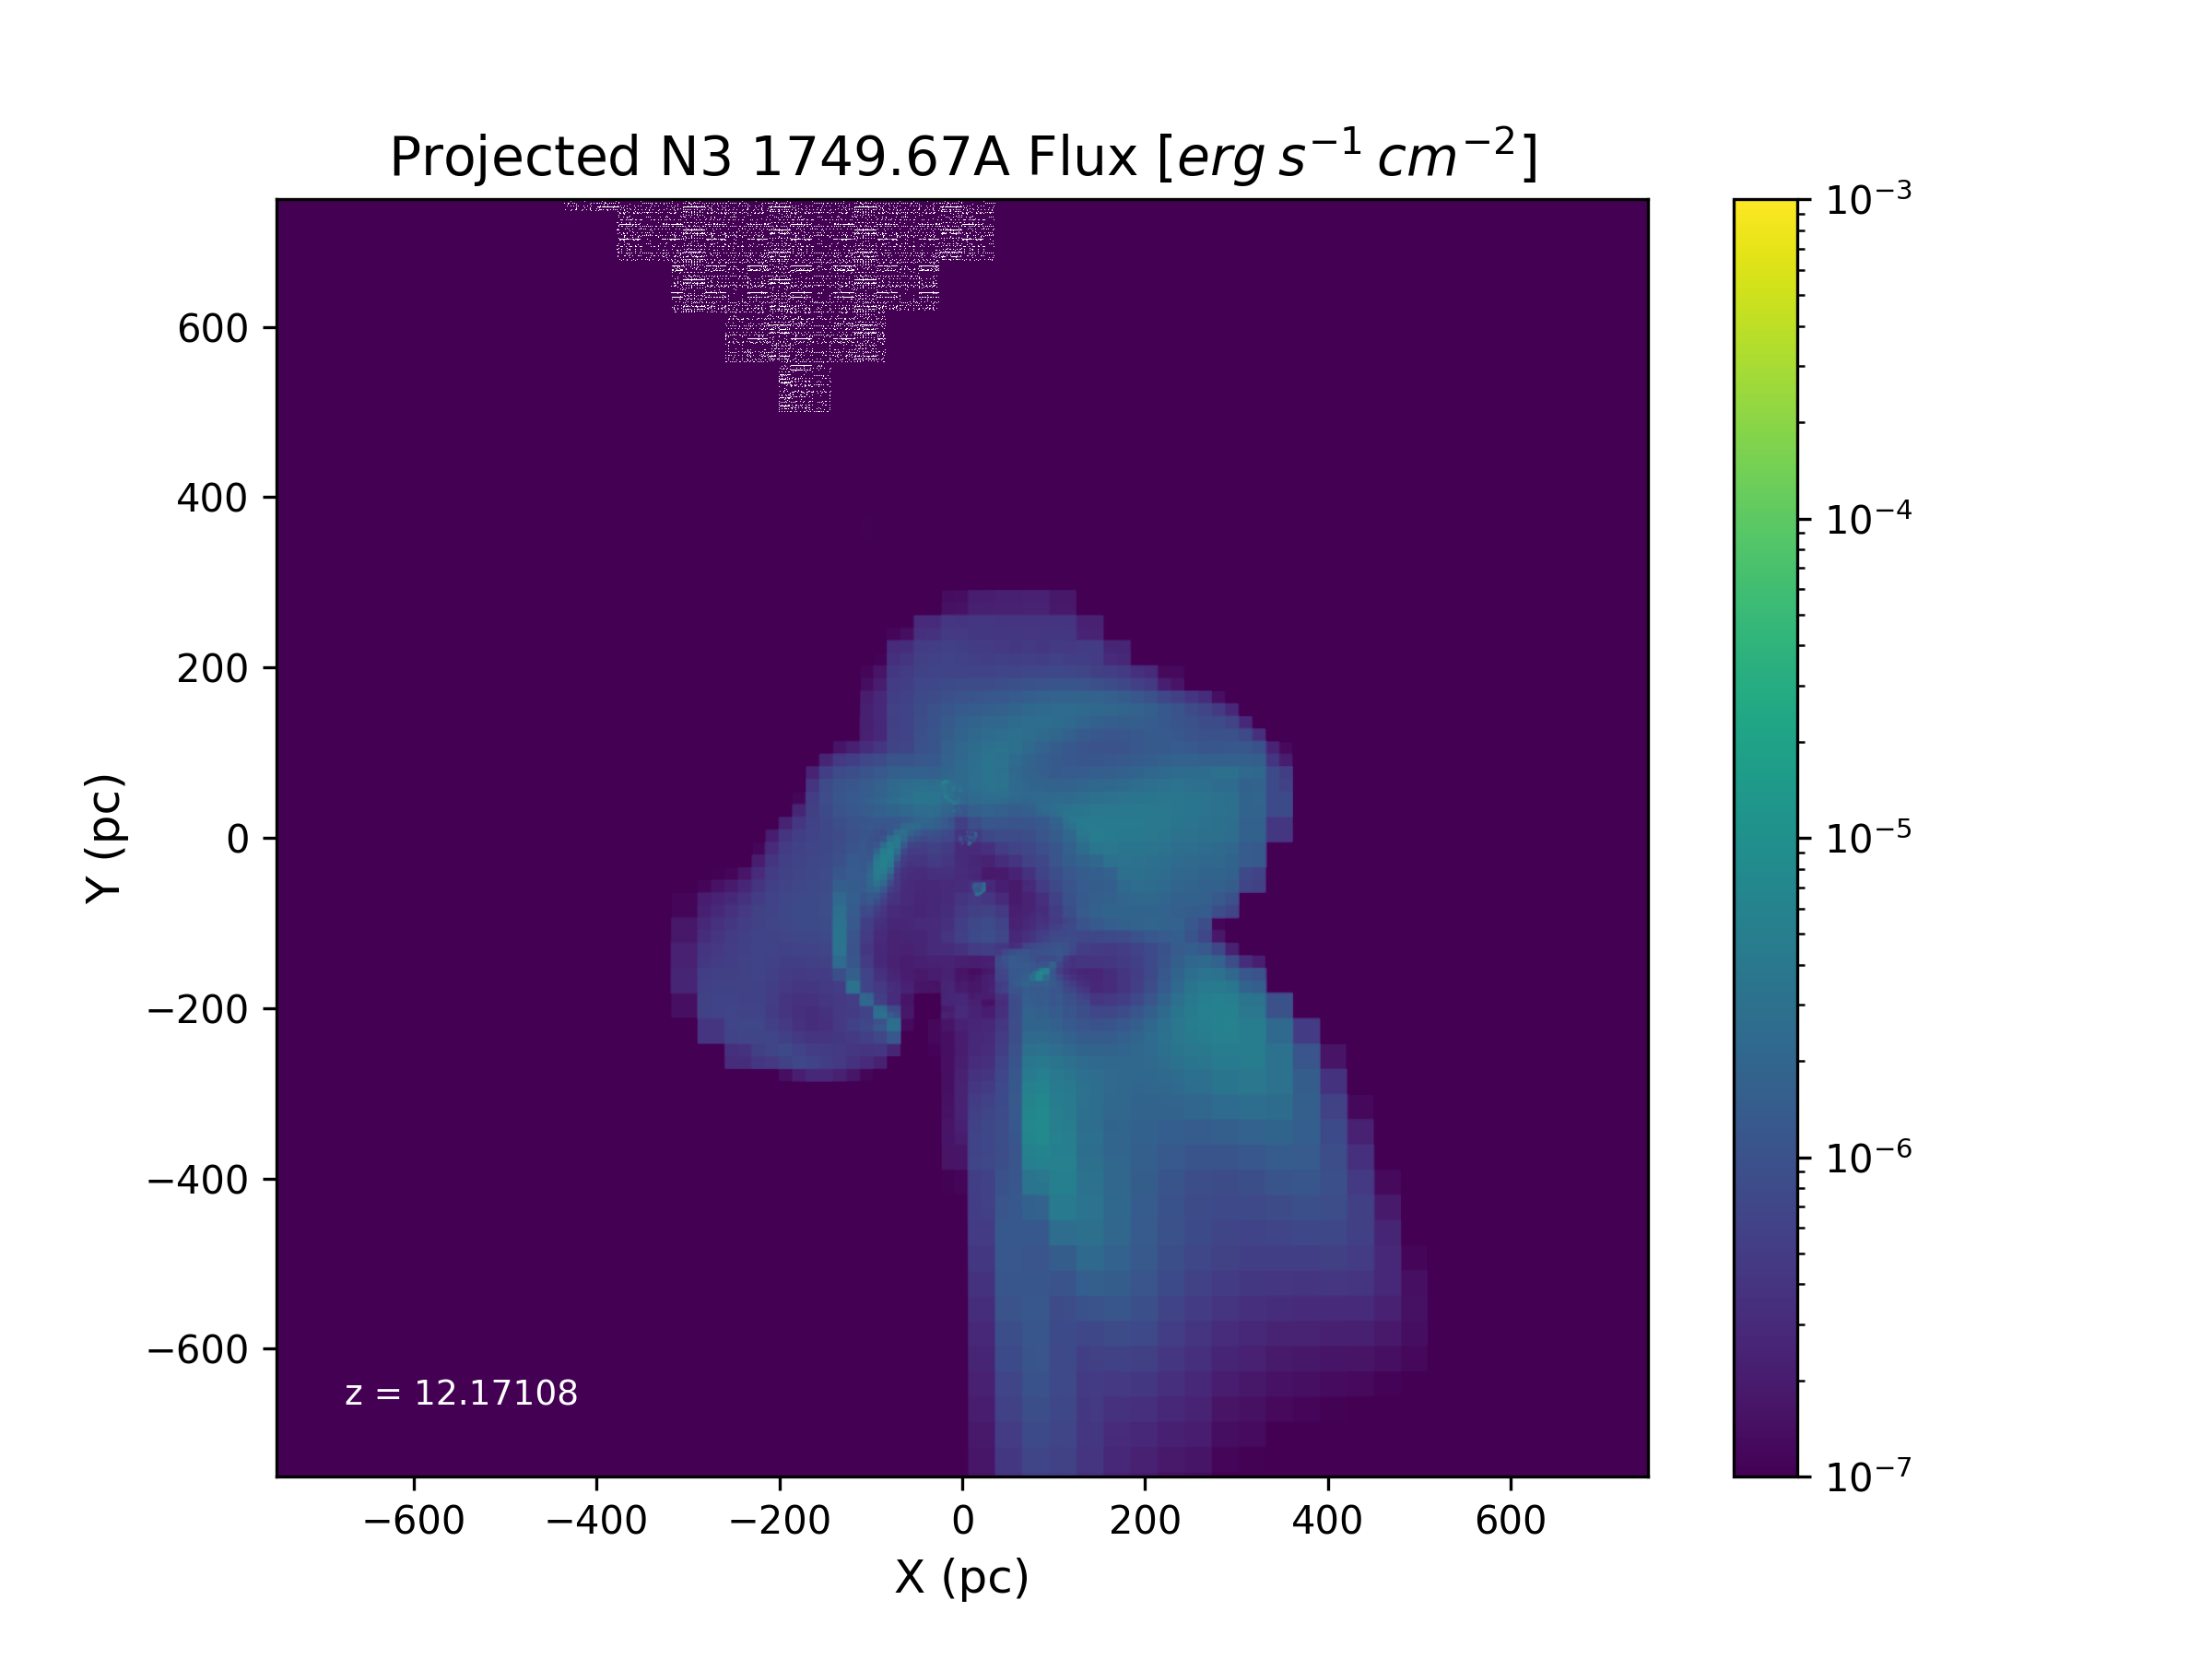 Projected N3 1749.67A Flux [erg s⁻¹ cm⁻²]
10⁻³
10⁻⁴
10⁻⁵
10⁻⁶
10⁻⁷
Y (pc)
600
400
200
0
−200
−400
−600
z = 12.17108
−600 −400 −200 0 200 400 600
X (pc)